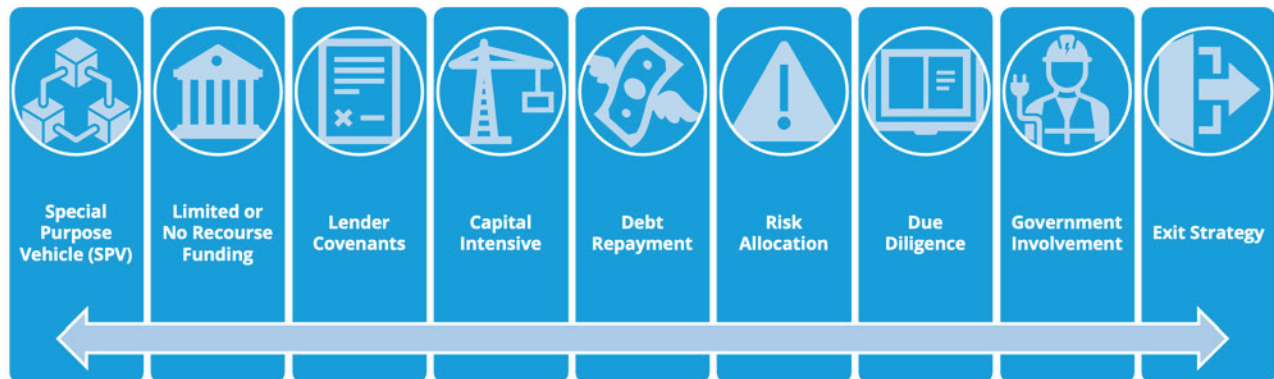 Special
Purpose
Vehicle (SPV)
Limited or
No Recourse
Funding
Lender
Covenants
Capital
Intensive
Debt
Repayment
Risk
Allocation
Due
Diligence
Government
Involvement
Exit Strategy